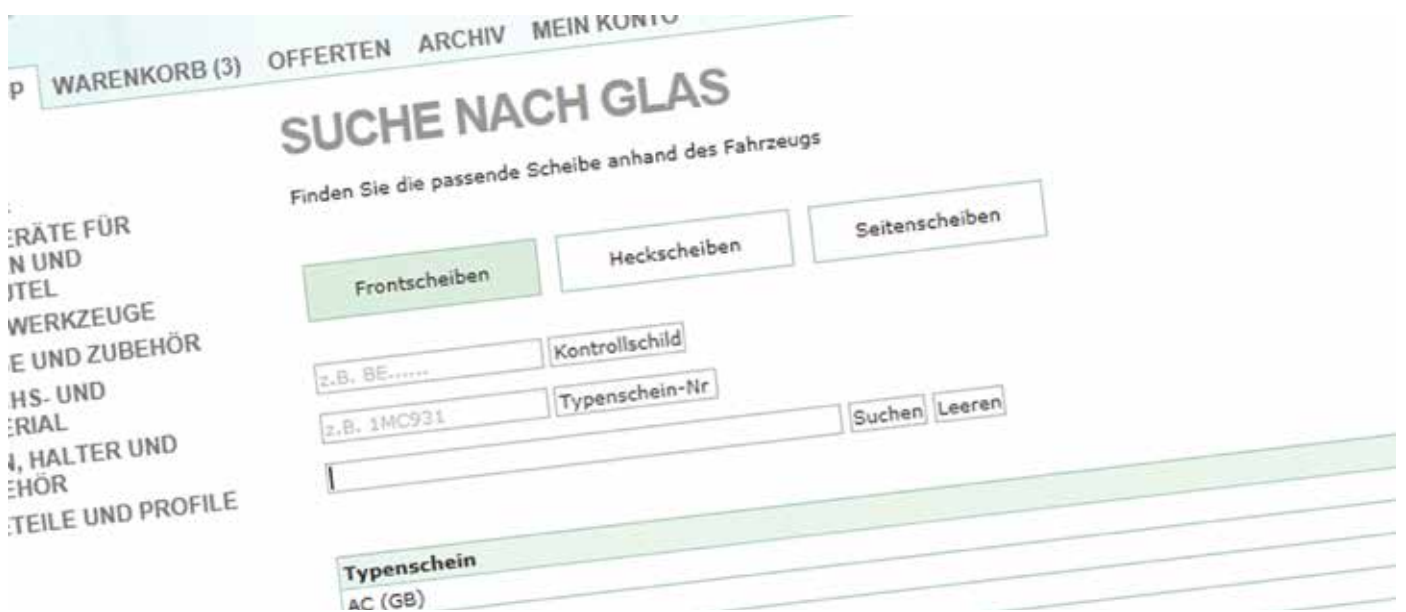 P WARENKORB (3) OFFERTEN ARCHIV MEIN KONTO
SUCHE NACH GLAS
Finden Sie die passende Scheibe anhand des Fahrzeugs
ERÄTE FÜR
N UND
UTEL
WERKZEUGE
E UND ZUBEHÖR
HS- UND
ERIAL
N, HALTER UND
EHÖR
TEILE UND PROFILE
Frontscheiben Heckscheiben Seitenscheiben
z.B. BE...... Kontrollschild
z.B. 1MC931 Typenschein-Nr
Suchen Leeren
Typenschein
AC (GB)